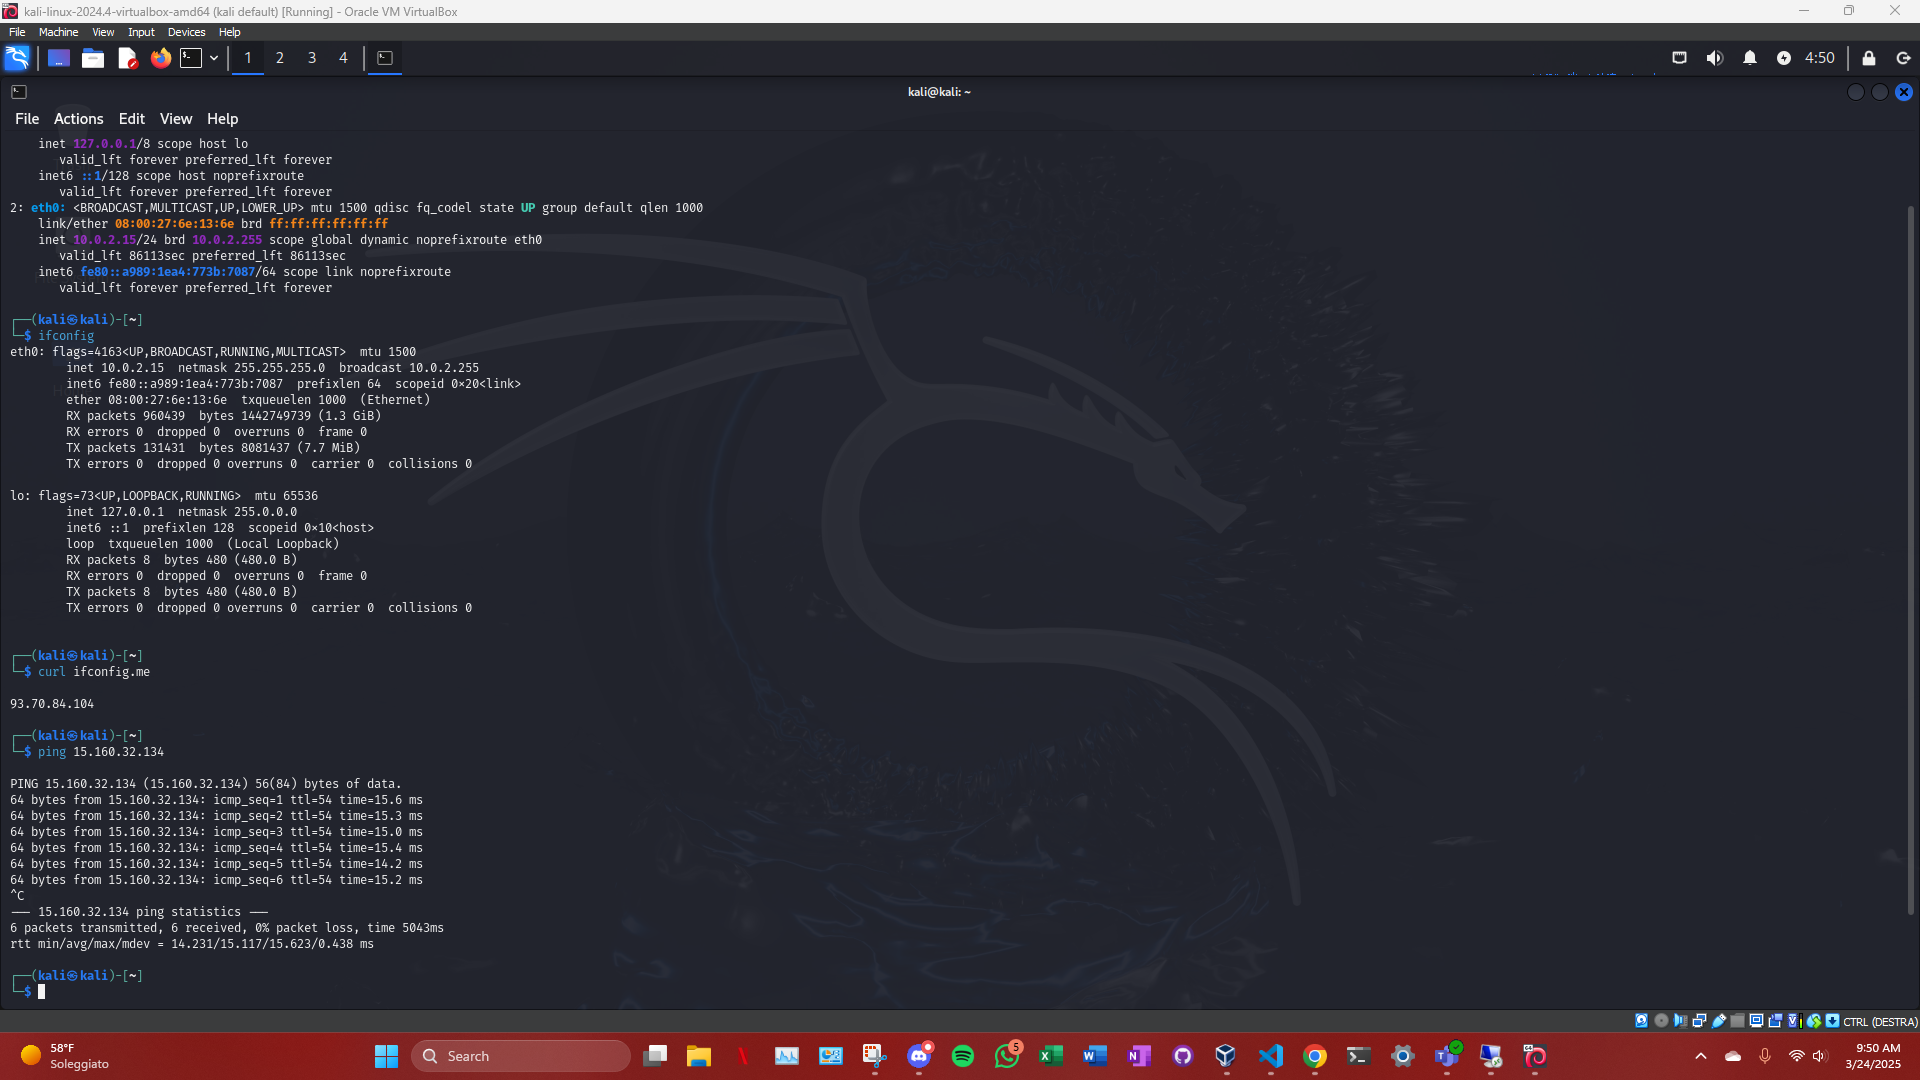 kali-linux-2024.4-virtualbox-amd64 (kali default) [Running] - Oracle VM VirtualBox
File Machine View Input Devices Help
1 2 3 4
4:50
kali@kali: ~
File Actions Edit View Help
inet 127.0.0.1/8 scope host lo
valid_lft forever preferred_lft forever
inet6 ::1/128 scope host noprefixroute
valid_lft forever preferred_lft forever
2: eth0: <BROADCAST,MULTICAST,UP,LOWER_UP> mtu 1500 qdisc fq_codel state UP group default qlen 1000
link/ether 08:00:27:6e:13:6e brd ff:ff:ff:ff:ff:ff
inet 10.0.2.15/24 brd 10.0.2.255 scope global dynamic noprefixroute eth0
valid_lft 86113sec preferred_lft 86113sec
inet6 fe80::a989:1ea4:773b:7087/64 scope link noprefixroute
valid_lft forever preferred_lft forever
┌──(kali㉿kali)-[~]
└─$ ifconfig
eth0: flags=4163<UP,BROADCAST,RUNNING,MULTICAST>  mtu 1500
inet 10.0.2.15  netmask 255.255.255.0  broadcast 10.0.2.255
inet6 fe80::a989:1ea4:773b:7087  prefixlen 64  scopeid 0×20<link>
ether 08:00:27:6e:13:6e  txqueuelen 1000  (Ethernet)
RX packets 960439  bytes 1442749739 (1.3 GiB)
RX errors 0  dropped 0  overruns 0  frame 0
TX packets 131431  bytes 8081437 (7.7 MiB)
TX errors 0  dropped 0 overruns 0  carrier 0  collisions 0
lo: flags=73<UP,LOOPBACK,RUNNING>  mtu 65536
inet 127.0.0.1  netmask 255.0.0.0
inet6 ::1  prefixlen 128  scopeid 0×10<host>
loop  txqueuelen 1000  (Local Loopback)
RX packets 8  bytes 480 (480.0 B)
RX errors 0  dropped 0  overruns 0  frame 0
TX packets 8  bytes 480 (480.0 B)
TX errors 0  dropped 0 overruns 0  carrier 0  collisions 0
┌──(kali㉿kali)-[~]
└─$ curl ifconfig.me
93.70.84.104
┌──(kali㉿kali)-[~]
└─$ ping 15.160.32.134
PING 15.160.32.134 (15.160.32.134) 56(84) bytes of data.
64 bytes from 15.160.32.134: icmp_seq=1 ttl=54 time=15.6 ms
64 bytes from 15.160.32.134: icmp_seq=2 ttl=54 time=15.3 ms
64 bytes from 15.160.32.134: icmp_seq=3 ttl=54 time=15.0 ms
64 bytes from 15.160.32.134: icmp_seq=4 ttl=54 time=15.4 ms
64 bytes from 15.160.32.134: icmp_seq=5 ttl=54 time=14.2 ms
64 bytes from 15.160.32.134: icmp_seq=6 ttl=54 time=15.2 ms
^C
--- 15.160.32.134 ping statistics ---
6 packets transmitted, 6 received, 0% packet loss, time 5043ms
rtt min/avg/max/mdev = 14.231/15.117/15.623/0.438 ms
┌──(kali㉿kali)-[~]
└─$
CTRL (DESTRA)
58°F
Soleggiato
Search
5
9:50 AM
3/24/2025